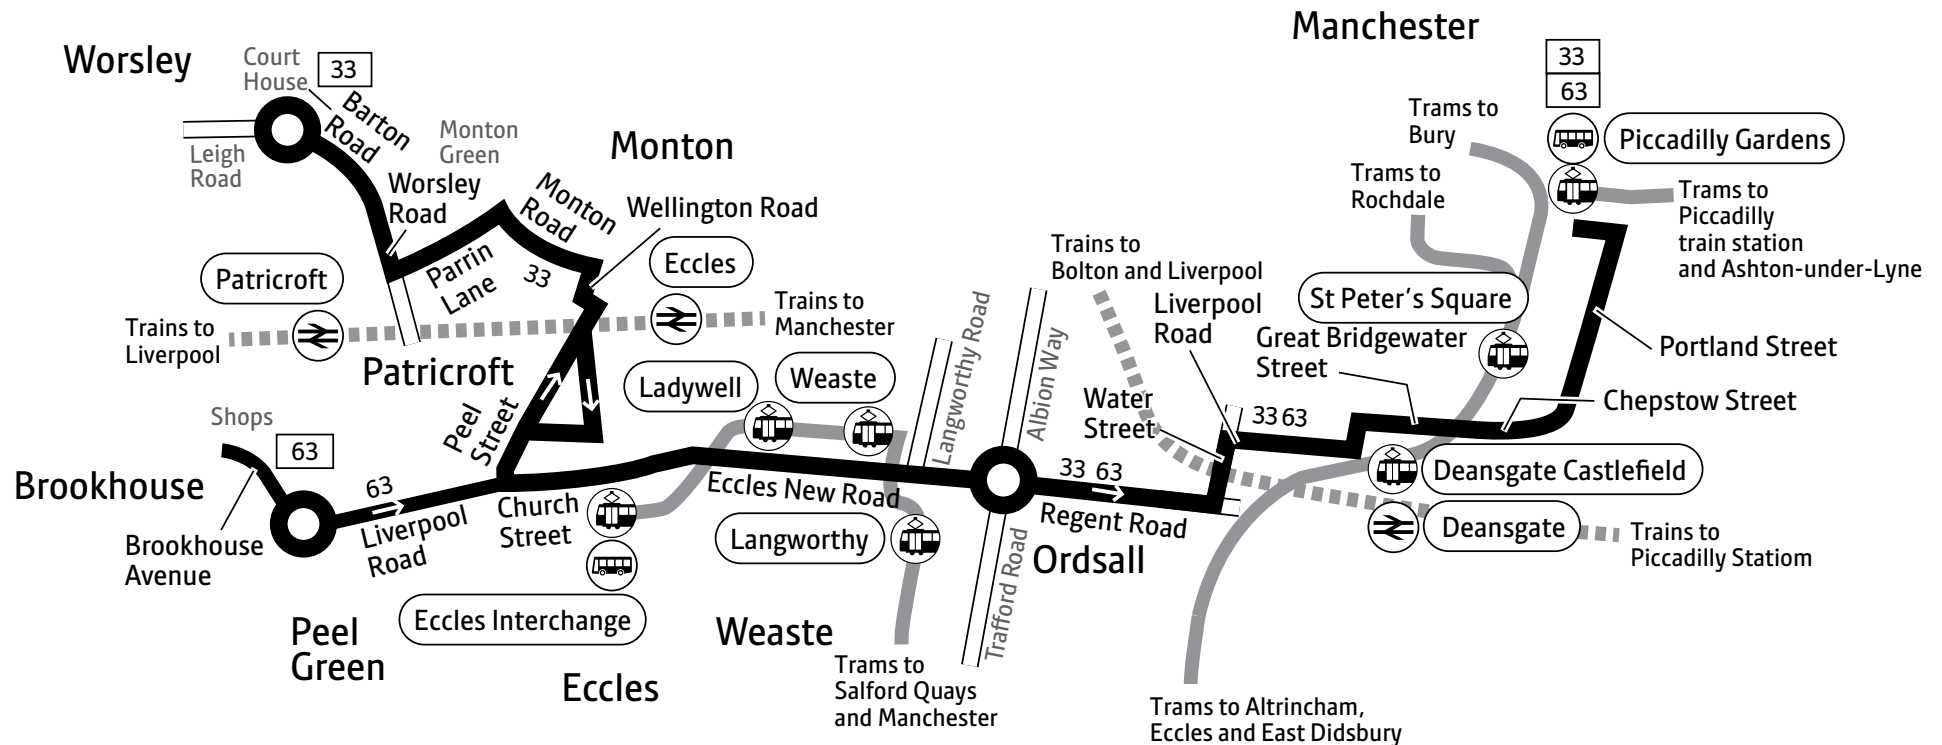 Manchester
Worsley
Court
House
33
Barton
Road
Leigh
Road
Monton
Green
Monton
Worsley
Road
Monton
Road
Wellington Road
Parrin
Lane
33
Patricroft
Eccles
Trains to
Liverpool
Trains to
Manchester
Patricroft
Peel
Street
Ladywell
Weaste
Shops
63
Brookhouse
Brookhouse
Avenue
63
Liverpool
Road
Church
Street
Eccles New Road
Langworthy
Eccles Interchange
Peel
Green
Eccles
Weaste
Trams to
Salford Quays
and Manchester
Langworthy Road
Albion Way
Trafford Road
33 63
Regent Road
Ordsall
Water
Street
Trains to
Bolton and Liverpool
Liverpool
Road
33 63
Great Bridgewater
Street
St Peter's Square
Trams to
Rochdale
Trams to
Bury
33
63
Piccadilly Gardens
Trams to
Piccadilly
train station
and Ashton-under-Lyne
Portland Street
Chepstow Street
Deansgate Castlefield
Deansgate
Trains to
Piccadilly Statiom
Trams to Altrincham,
Eccles and East Didsbury